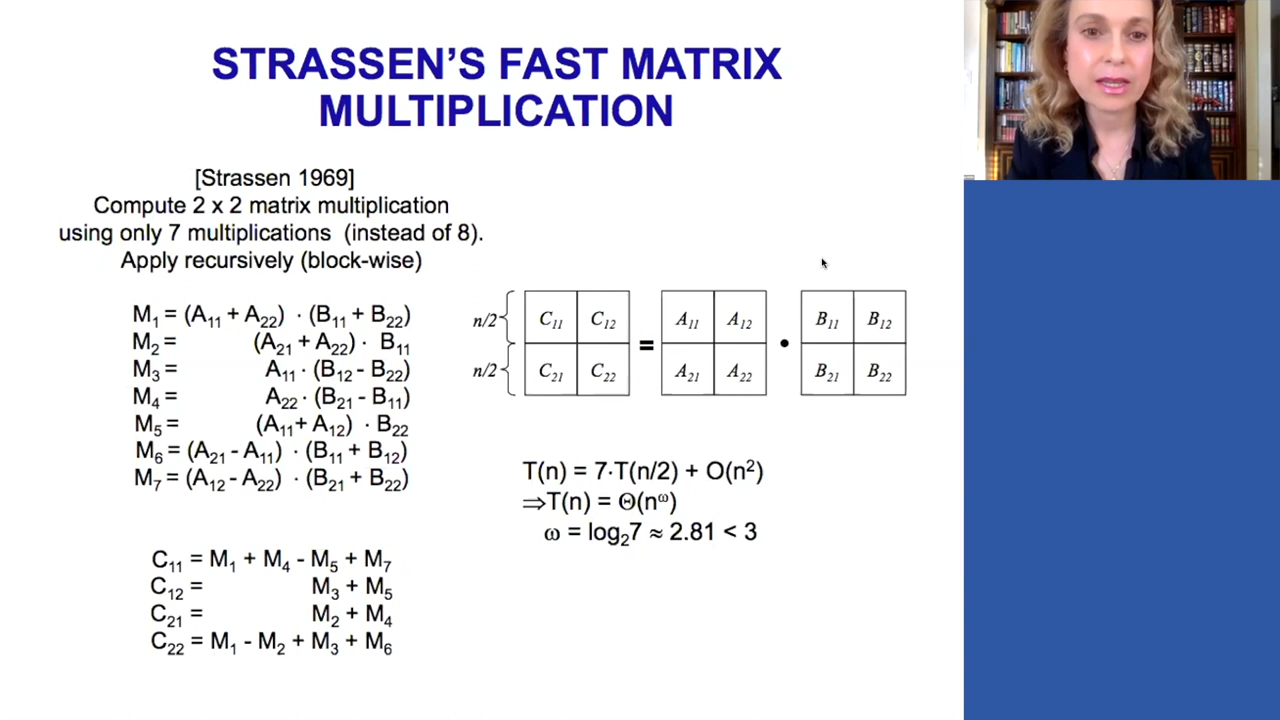 STRASSEN'S FAST MATRIX
MULTIPLICATION
[Strassen 1969]
Compute 2 x 2 matrix multiplication
using only 7 multiplications (instead of 8).
Apply recursively (block-wise)
M₁ = (A₁₁ + A₂₂) · (B₁₁ + B₂₂)
M₂ = (A₂₁ + A₂₂) · B₁₁
M₃ = A₁₁ · (B₁₂ - B₂₂)
M₄ = A₂₂ · (B₂₁ - B₁₁)
M₅ = (A₁₁ + A₁₂) · B₂₂
M₆ = (A₂₁ - A₁₁) · (B₁₁ + B₁₂)
M₇ = (A₁₂ - A₂₂) · (B₂₁ + B₂₂)
C₁₁ = M₁ + M₄ - M₅ + M₇
C₁₂ = M₃ + M₅
C₂₁ = M₂ + M₄
C₂₂ = M₁ - M₂ + M₃ + M₆
n/2 C₁₁ C₁₂ = A₁₁ A₁₂ • B₁₁ B₁₂
n/2 C₂₁ C₂₂ A₂₁ A₂₂ B₂₁ B₂₂
T(n) = 7·T(n/2) + O(n²)
⇒T(n) = Θ(n^ω)
ω = log₂7 ≈ 2.81 < 3